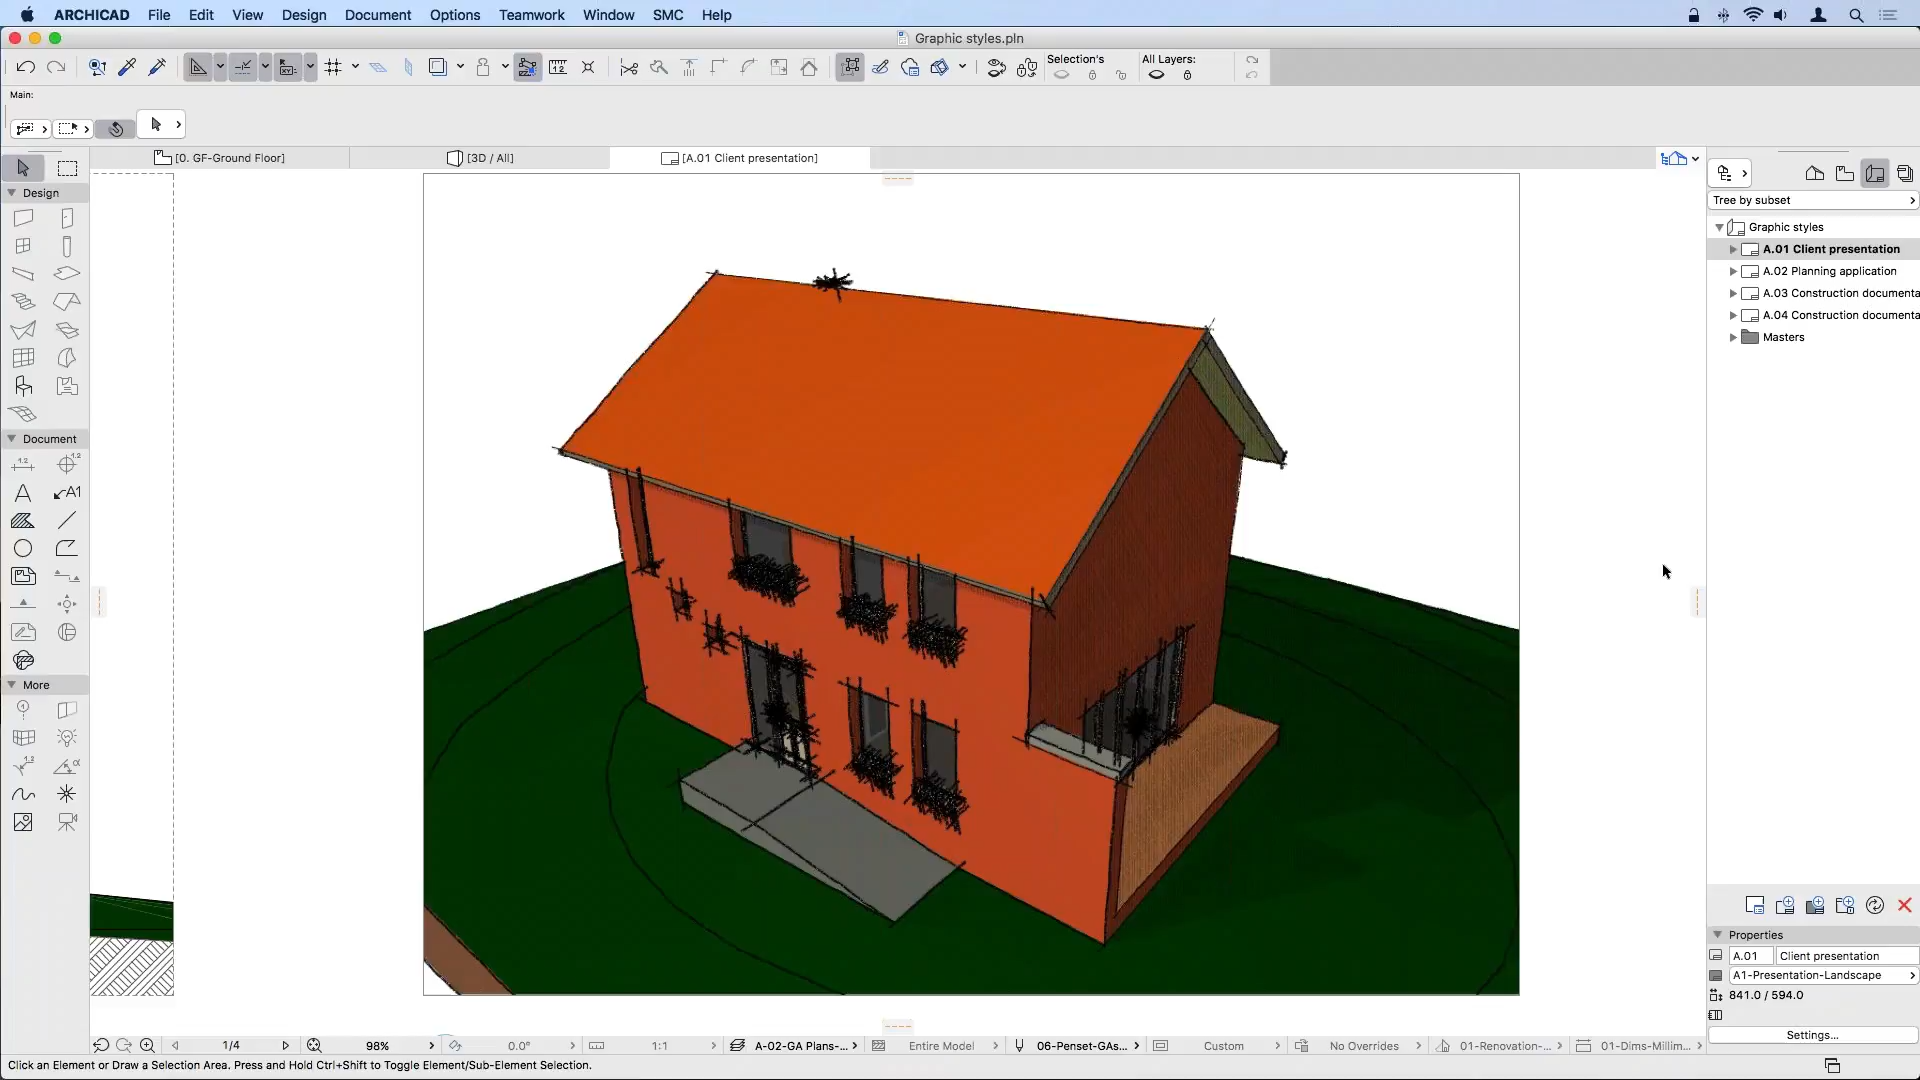 ARCHICAD File Edit View Design Document Options Teamwork Window SMC Help
Graphic styles.pln
Selection's All Layers:
Main:
[0. GF-Ground Floor] [3D / All] [A.01 Client presentation]
Tree by subset
Graphic styles
A.01 Client presentation
A.02 Planning application
A.03 Construction documenta
A.04 Construction documenta
Masters
Design
Document
More
Properties
A.01 Client presentation
A1-Presentation-Landscape
841.0 / 594.0
Settings...
1/4 98% 0.0° 1:1 A-02-GA Plans-... Entire Model 06-Penset-GAs... Custom No Overrides 01-Renovation-... 01-Dims-Millim...
Click an Element or Draw a Selection Area. Press and Hold Ctrl+Shift to Toggle Element/Sub-Element Selection.